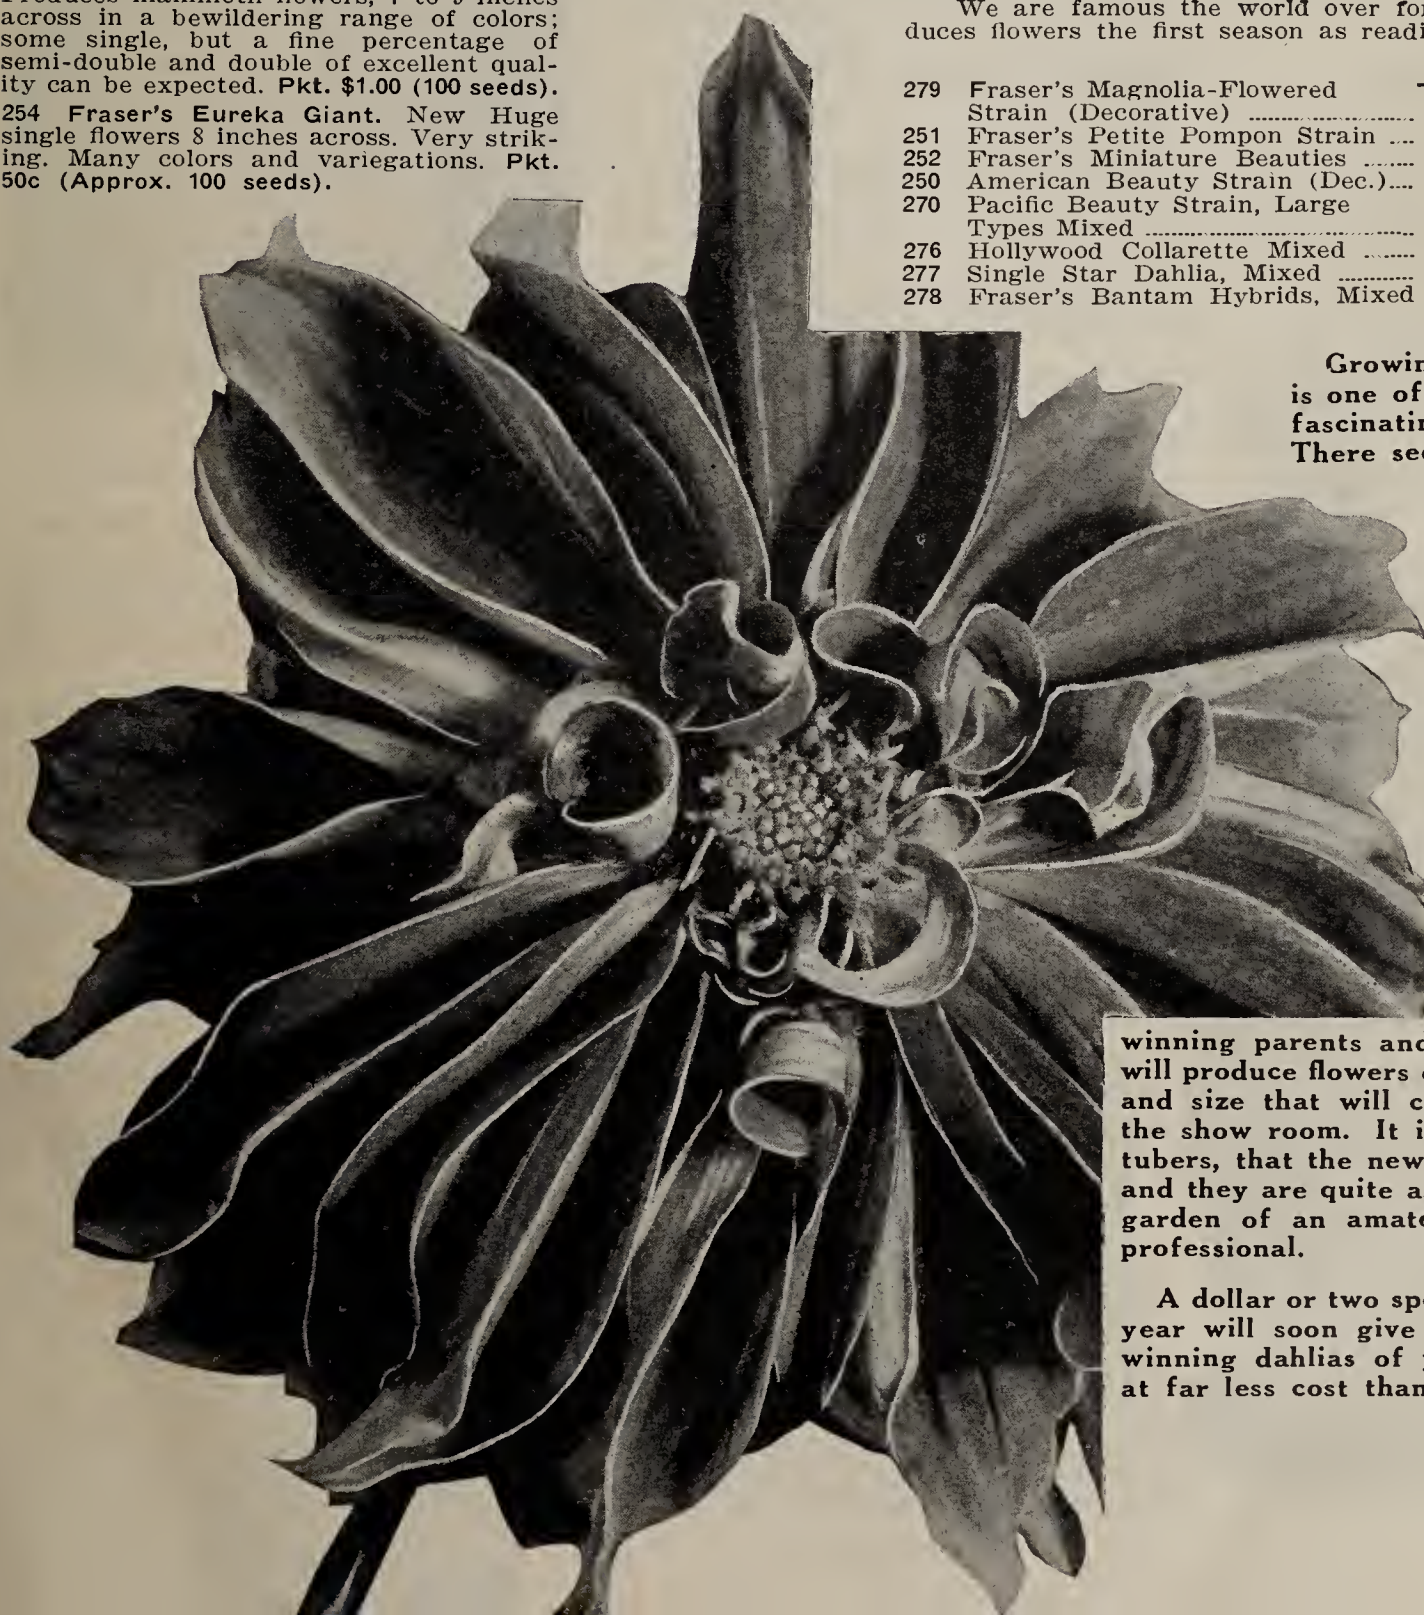 across in a bewildering range of colors;
some single, but a fine percentage of
semi-double and double of excellent qual-
ity can be expected. Pkt. $1.00 (100 seeds).
254 Fraser's Eureka Giant. New Huge
single flowers 8 inches across. Very strik-
ing. Many colors and variegations. Pkt.
50c (Approx. 100 seeds).
We are famous the world over for
duces flowers the first season as readi
279 Fraser's Magnolia-Flowered
Strain (Decorative)
251 Fraser's Petite Pompon Strain
252 Fraser's Miniature Beauties
250 American Beauty Strain (Dec.)
270 Pacific Beauty Strain, Large
Types Mixed
276 Hollywood Collarette Mixed
277 Single Star Dahlia, Mixed
278 Fraser's Bantam Hybrids, Mixed
Growin
is one of
fascinatin
There see
winning parents and
will produce flowers
and size that will c
the show room. It i
tubers, that the new
and they are quite a
garden of an amate
professional.
A dollar or two spe
year will soon give
winning dahlias of
at far less cost than